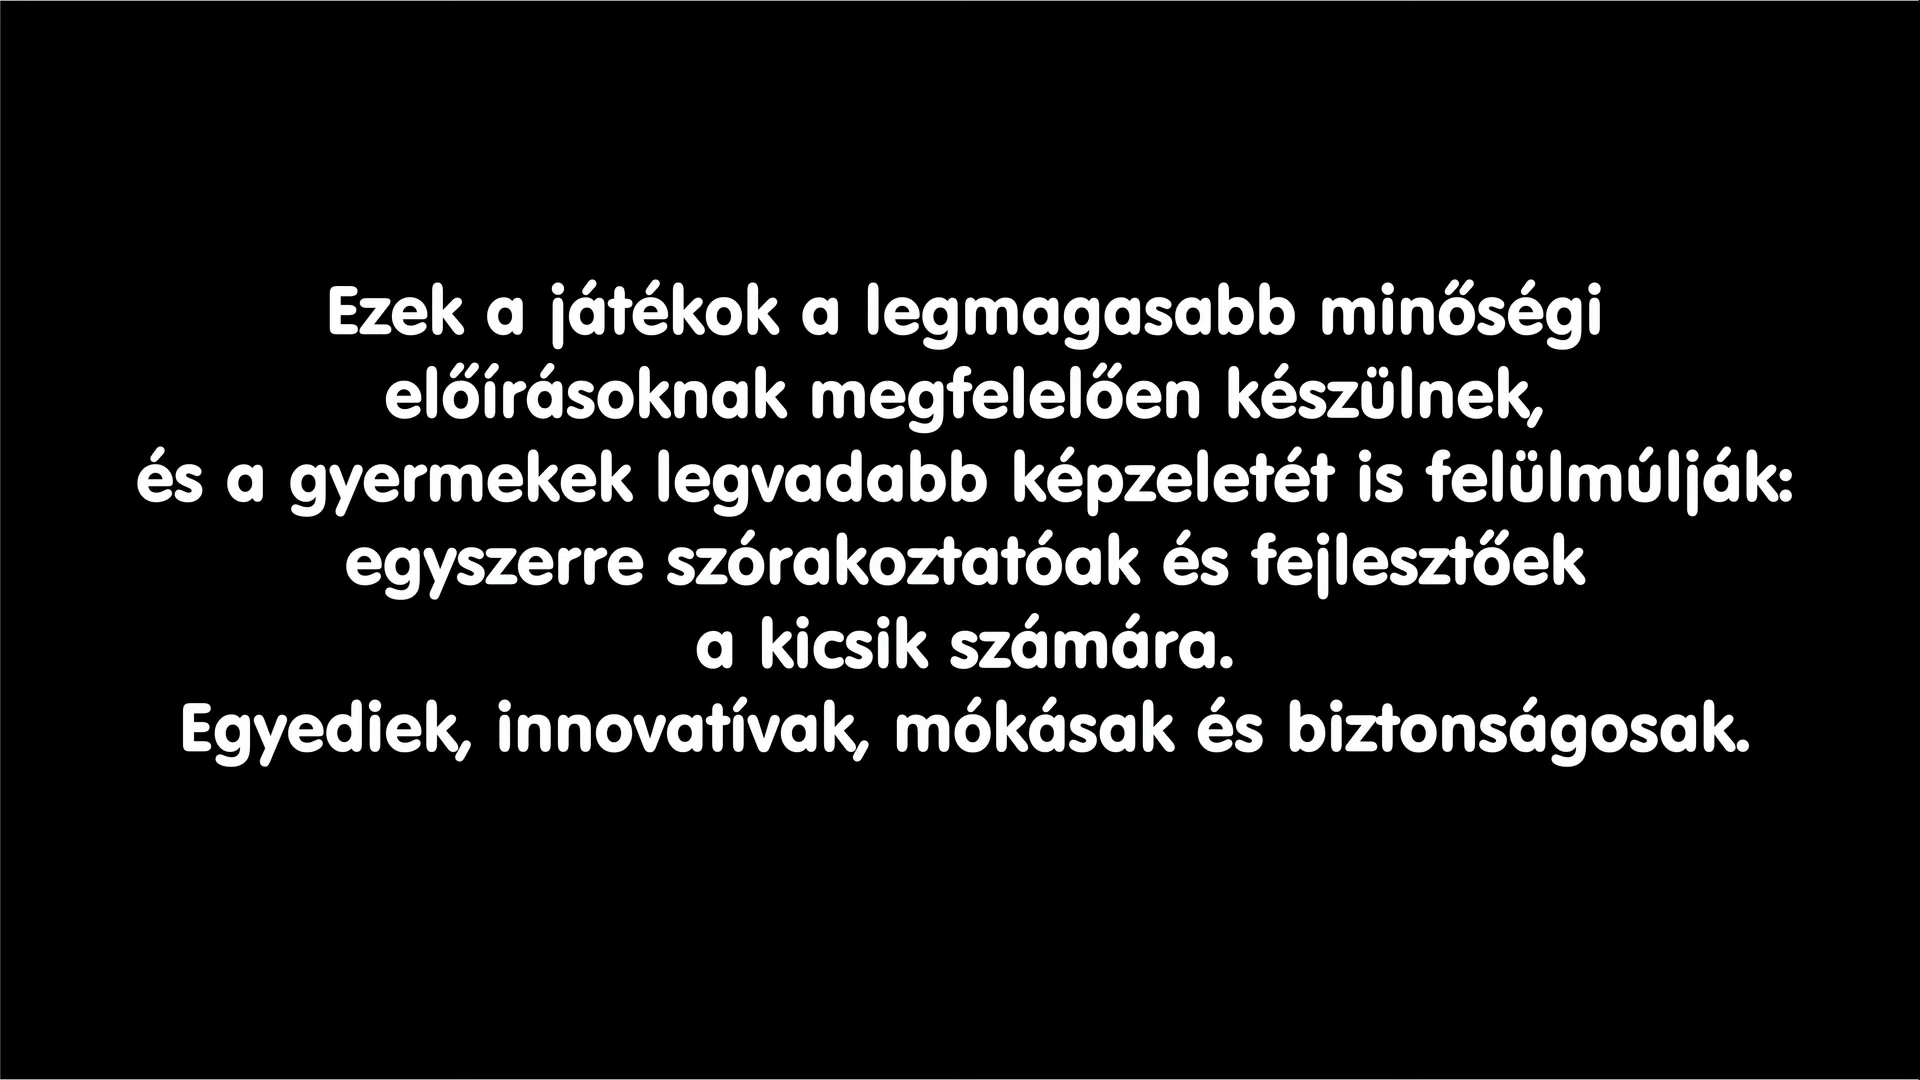 Ezek a játékok a legmagasabb minőségi
előírásoknak megfelelően készülnek,
és a gyermekek legvadabb képzeletét is felülmúlják:
egyszerre szórakoztatóak és fejlesztőek
a kicsik számára.
Egyediek, innovatívak, mókásak és biztonságosak.